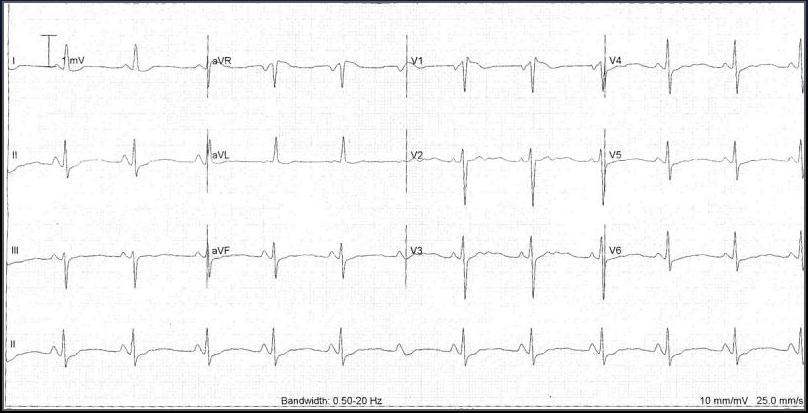 I 1 mV aVR V1 V4
II aVL V2 V5
III aVF V3 V6
II
Bandwidth: 0.50-20 Hz 10 mm/mV 25.0 mm/s